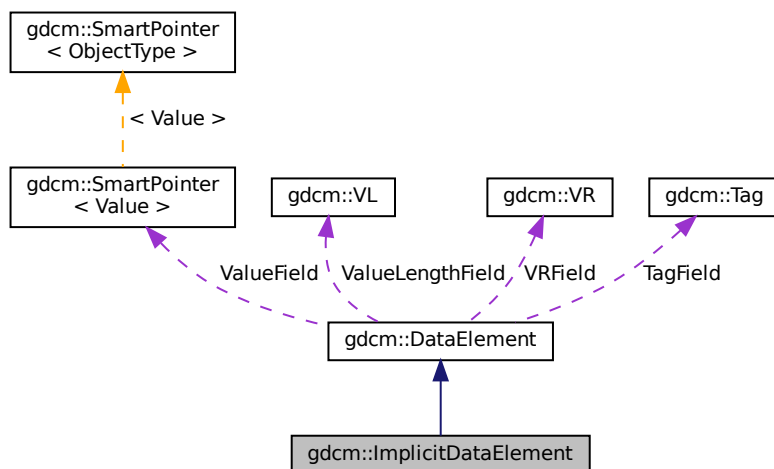 gdcm::SmartPointer
< ObjectType >
< Value >
gdcm::SmartPointer
< Value >
gdcm::VL
gdcm::VR
gdcm::Tag
ValueField
ValueLengthField
VRField
TagField
gdcm::DataElement
gdcm::ImplicitDataElement